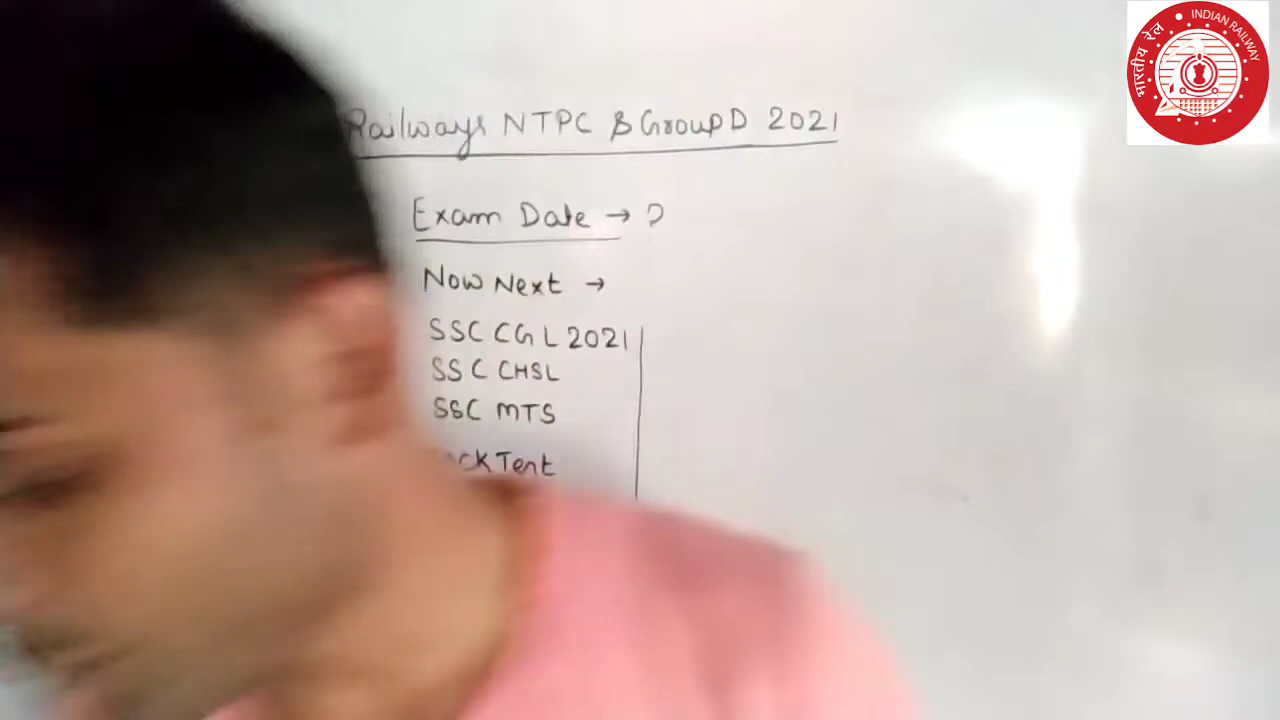 भारतीय रेल INDIAN RAILWAY
Railways NTPC & Group D 2021
Exam Date → ?
Now Next →
SSC CGL 2021
SSC CHSL
SSC MTS
Tent